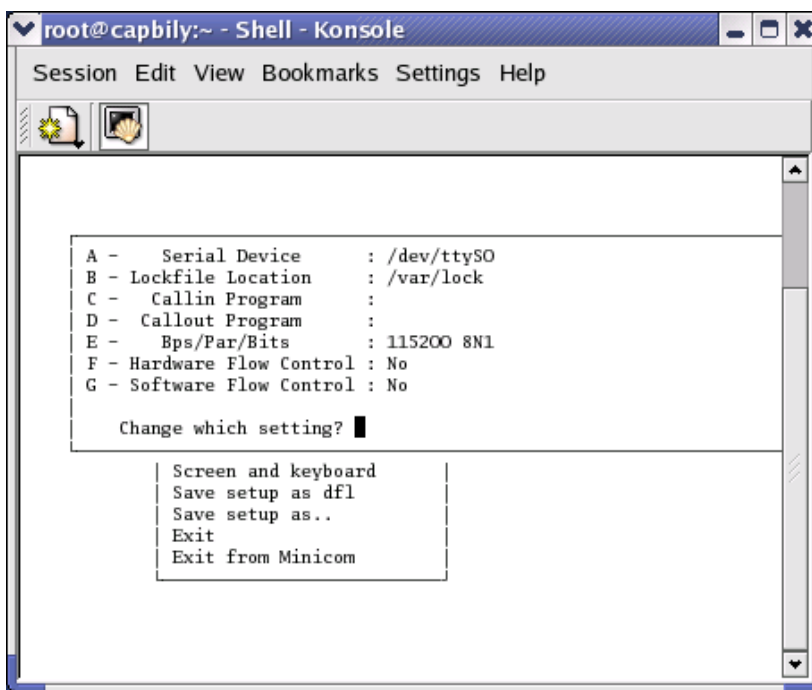 root@capbily:~ - Shell - Konsole
Session Edit View Bookmarks Settings Help
A - Serial Device : /dev/ttyS0
B - Lockfile Location : /var/lock
C - Callin Program :
D - Callout Program :
E - Bps/Par/Bits : 115200 8N1
F - Hardware Flow Control : No
G - Software Flow Control : No
Change which setting?
Screen and keyboard
Save setup as dfl
Save setup as..
Exit
Exit from Minicom